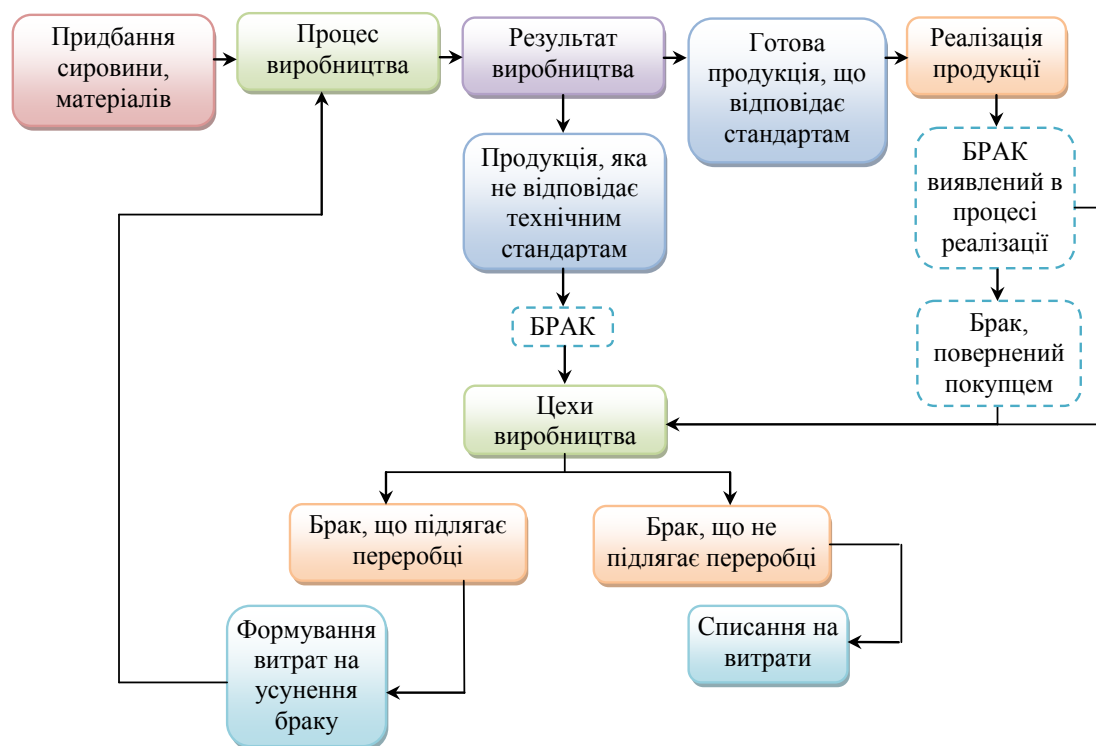 Придбання
сировини,
матеріалів
Процес
виробництва
Результат
виробництва
Готова
продукція, що
відповідає
стандартам
Реалізація
продукції
Продукція, яка
не відповідає
технічним
стандартам
БРАК
виявлений в
процесі
реалізації
БРАК
Брак,
повернений
покупцем
Цехи
виробництва
Брак, що підлягає
переробці
Брак, що не
підлягає переробці
Формування
витрат на
усунення
браку
Списання на
витрати